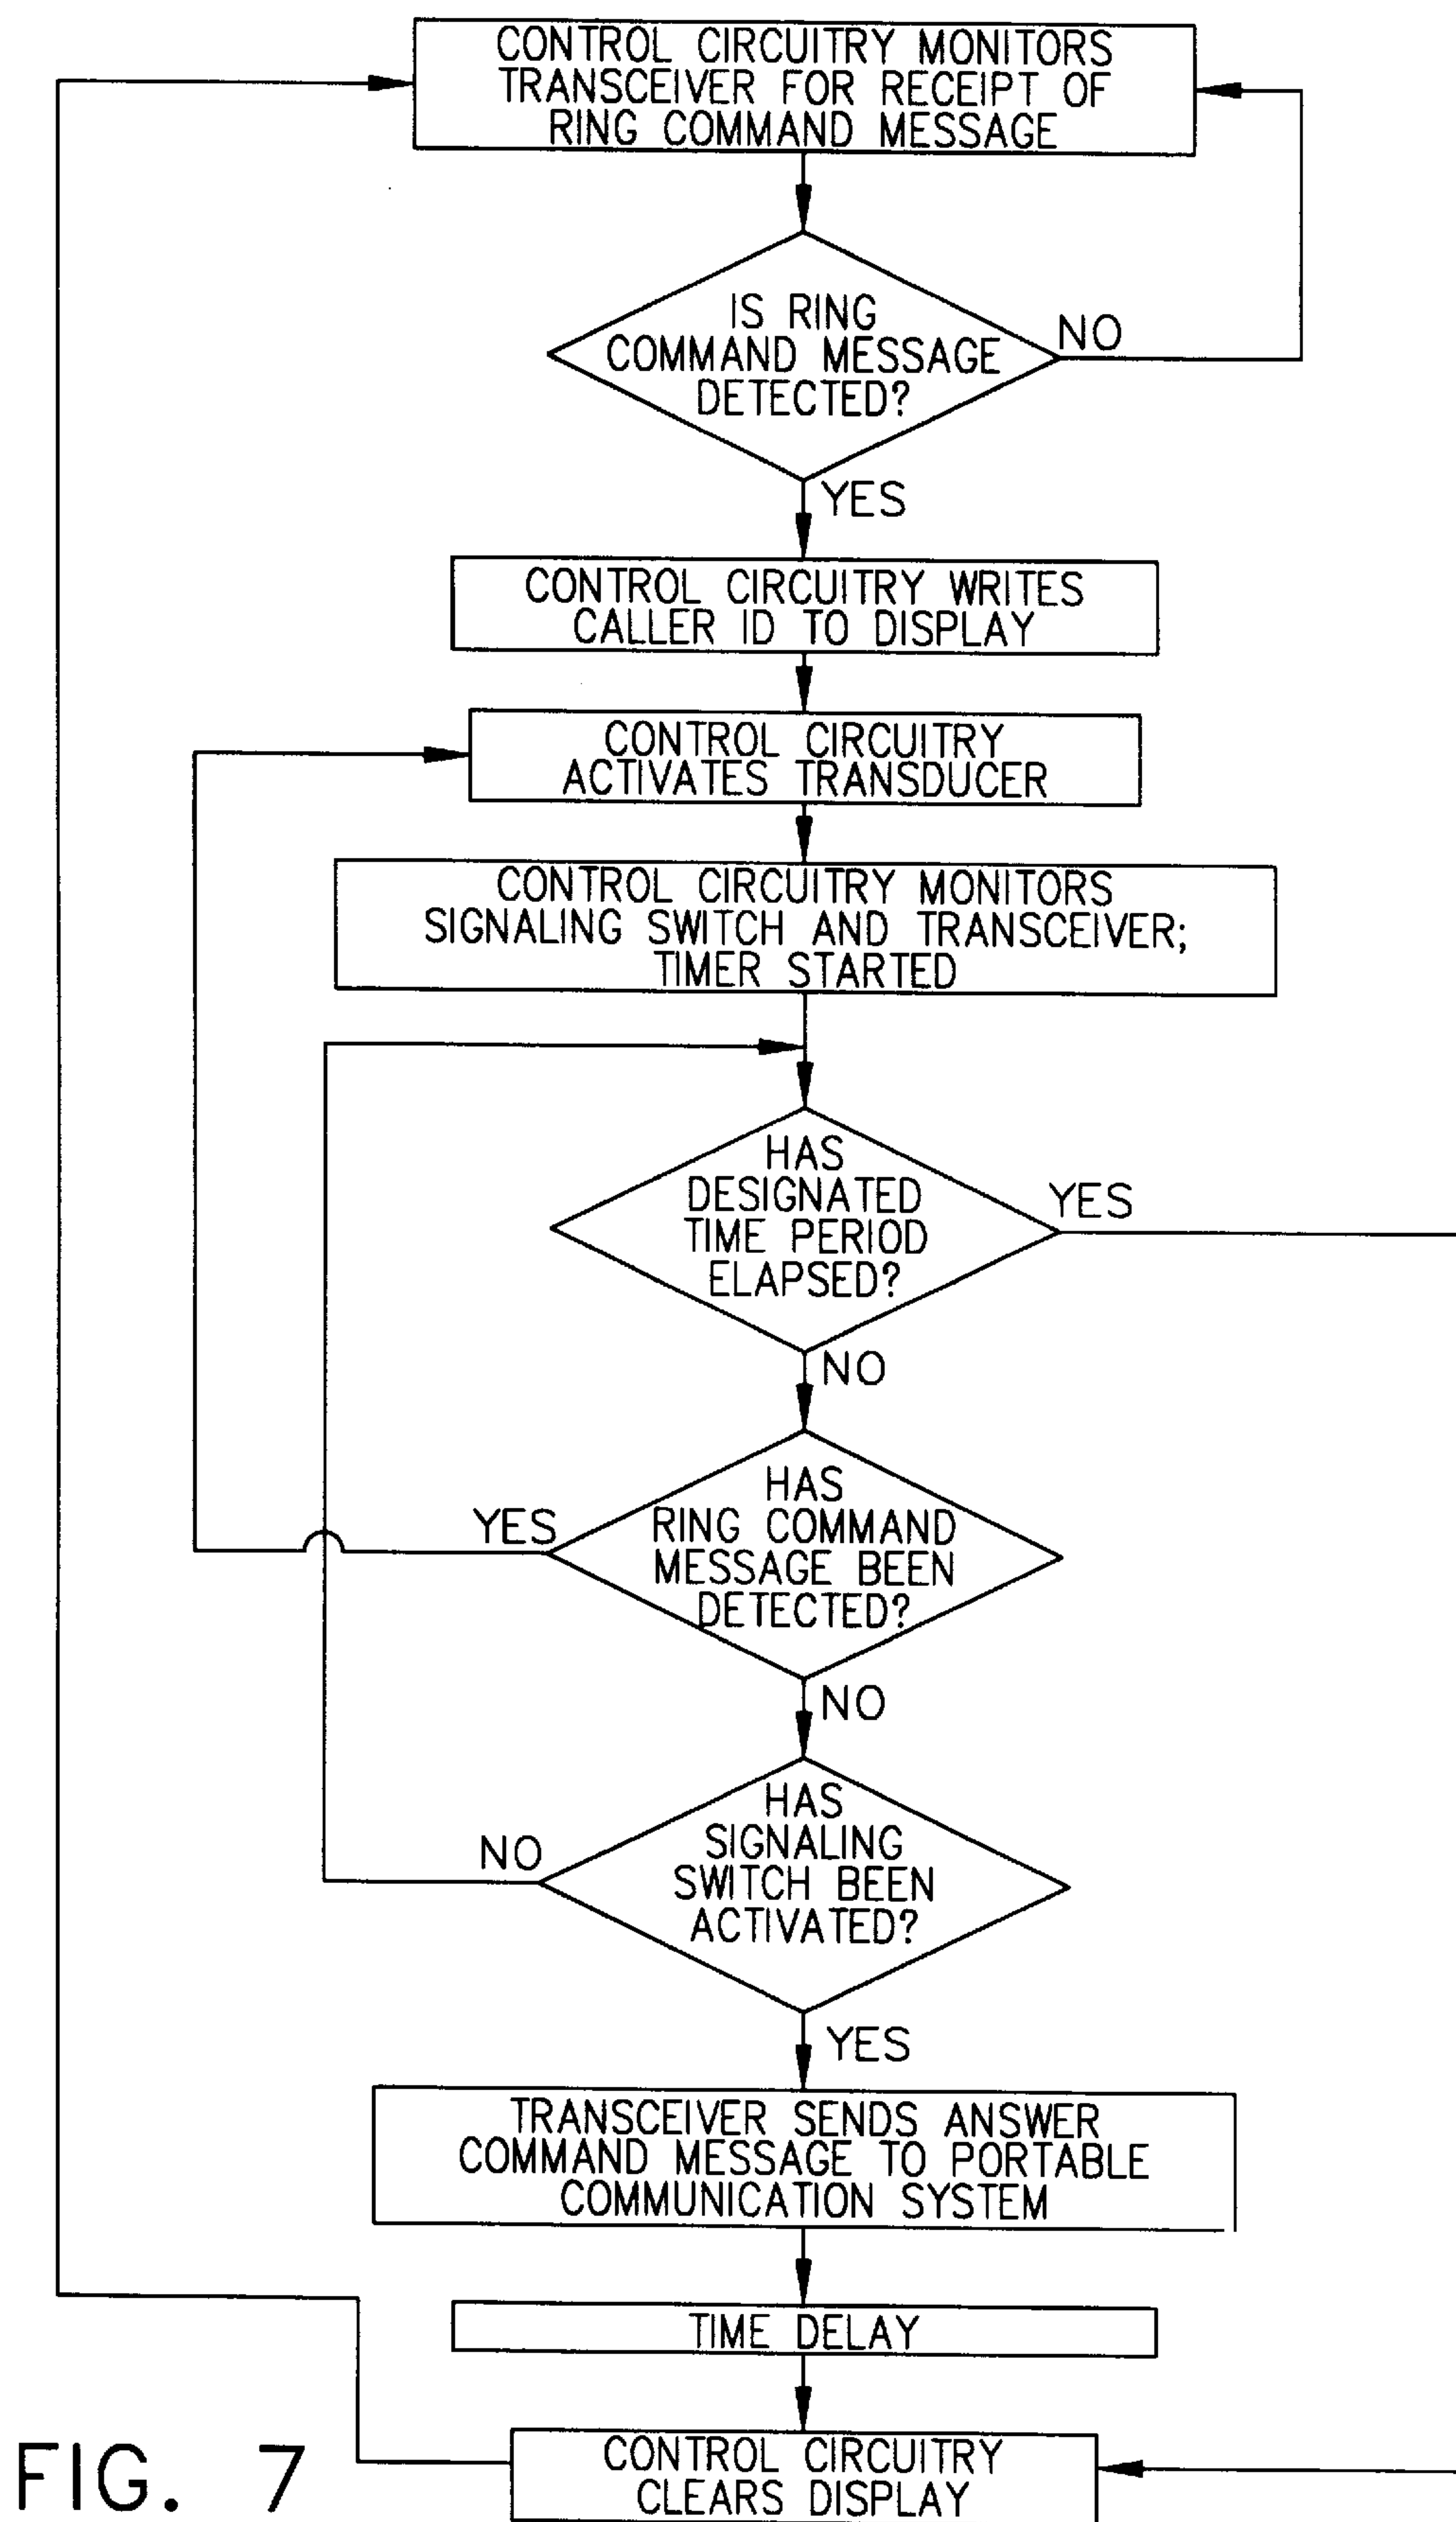 CONTROL CIRCUITRY MONITORS
TRANSCEIVER FOR RECEIPT OF
RING COMMAND MESSAGE
IS RING
COMMAND MESSAGE
DETECTED?
NO
YES
CONTROL CIRCUITRY WRITES
CALLER ID TO DISPLAY
CONTROL CIRCUITRY
ACTIVATES TRANSDUCER
CONTROL CIRCUITRY MONITORS
SIGNALING SWITCH AND TRANSCEIVER;
TIMER STARTED
HAS
DESIGNATED
TIME PERIOD
ELAPSED?
YES
NO
HAS
RING COMMAND
MESSAGE BEEN
DETECTED?
YES
NO
HAS
SIGNALING
SWITCH BEEN
ACTIVATED?
NO
YES
TRANSCEIVER SENDS ANSWER
COMMAND MESSAGE TO PORTABLE
COMMUNICATION SYSTEM
TIME DELAY
CONTROL CIRCUITRY
CLEARS DISPLAY
FIG. 7